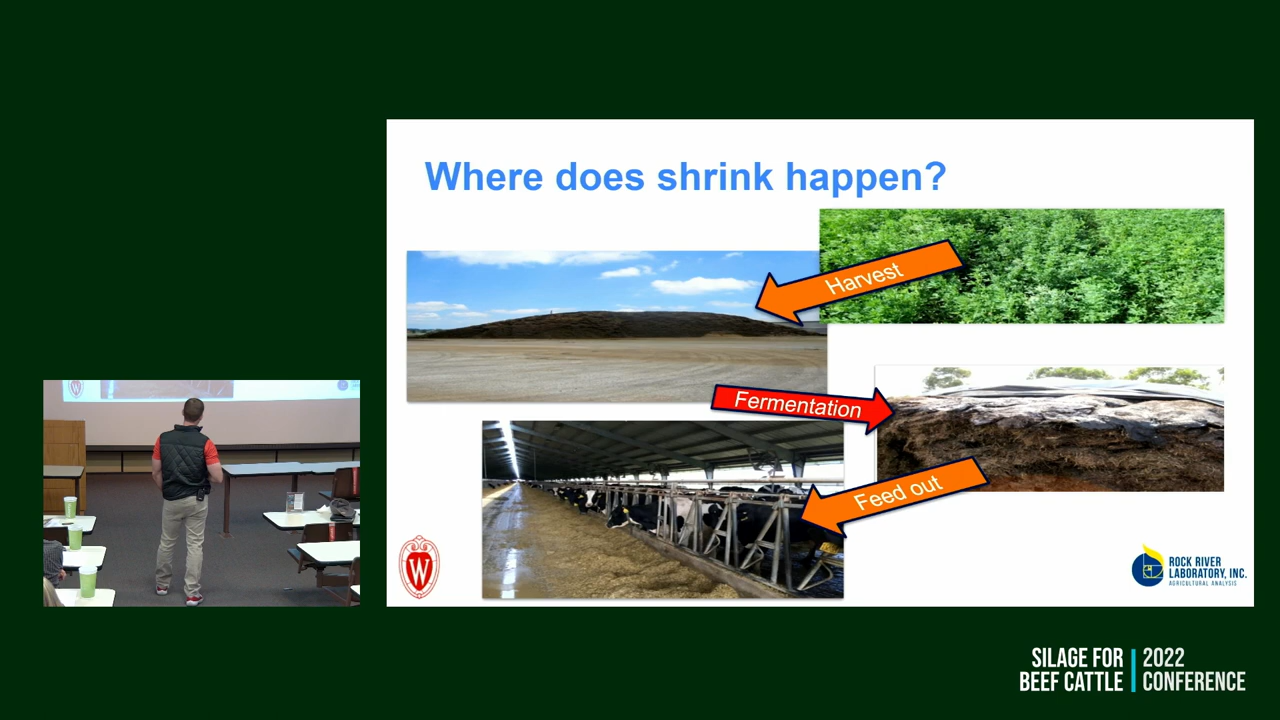 Where does shrink happen?
Harvest
Fermentation
Feed out
W
ROCK RIVER
LABORATORY, INC.
AGRICULTURAL ANALYSIS
SILAGE FOR
BEEF CATTLE
2022
CONFERENCE